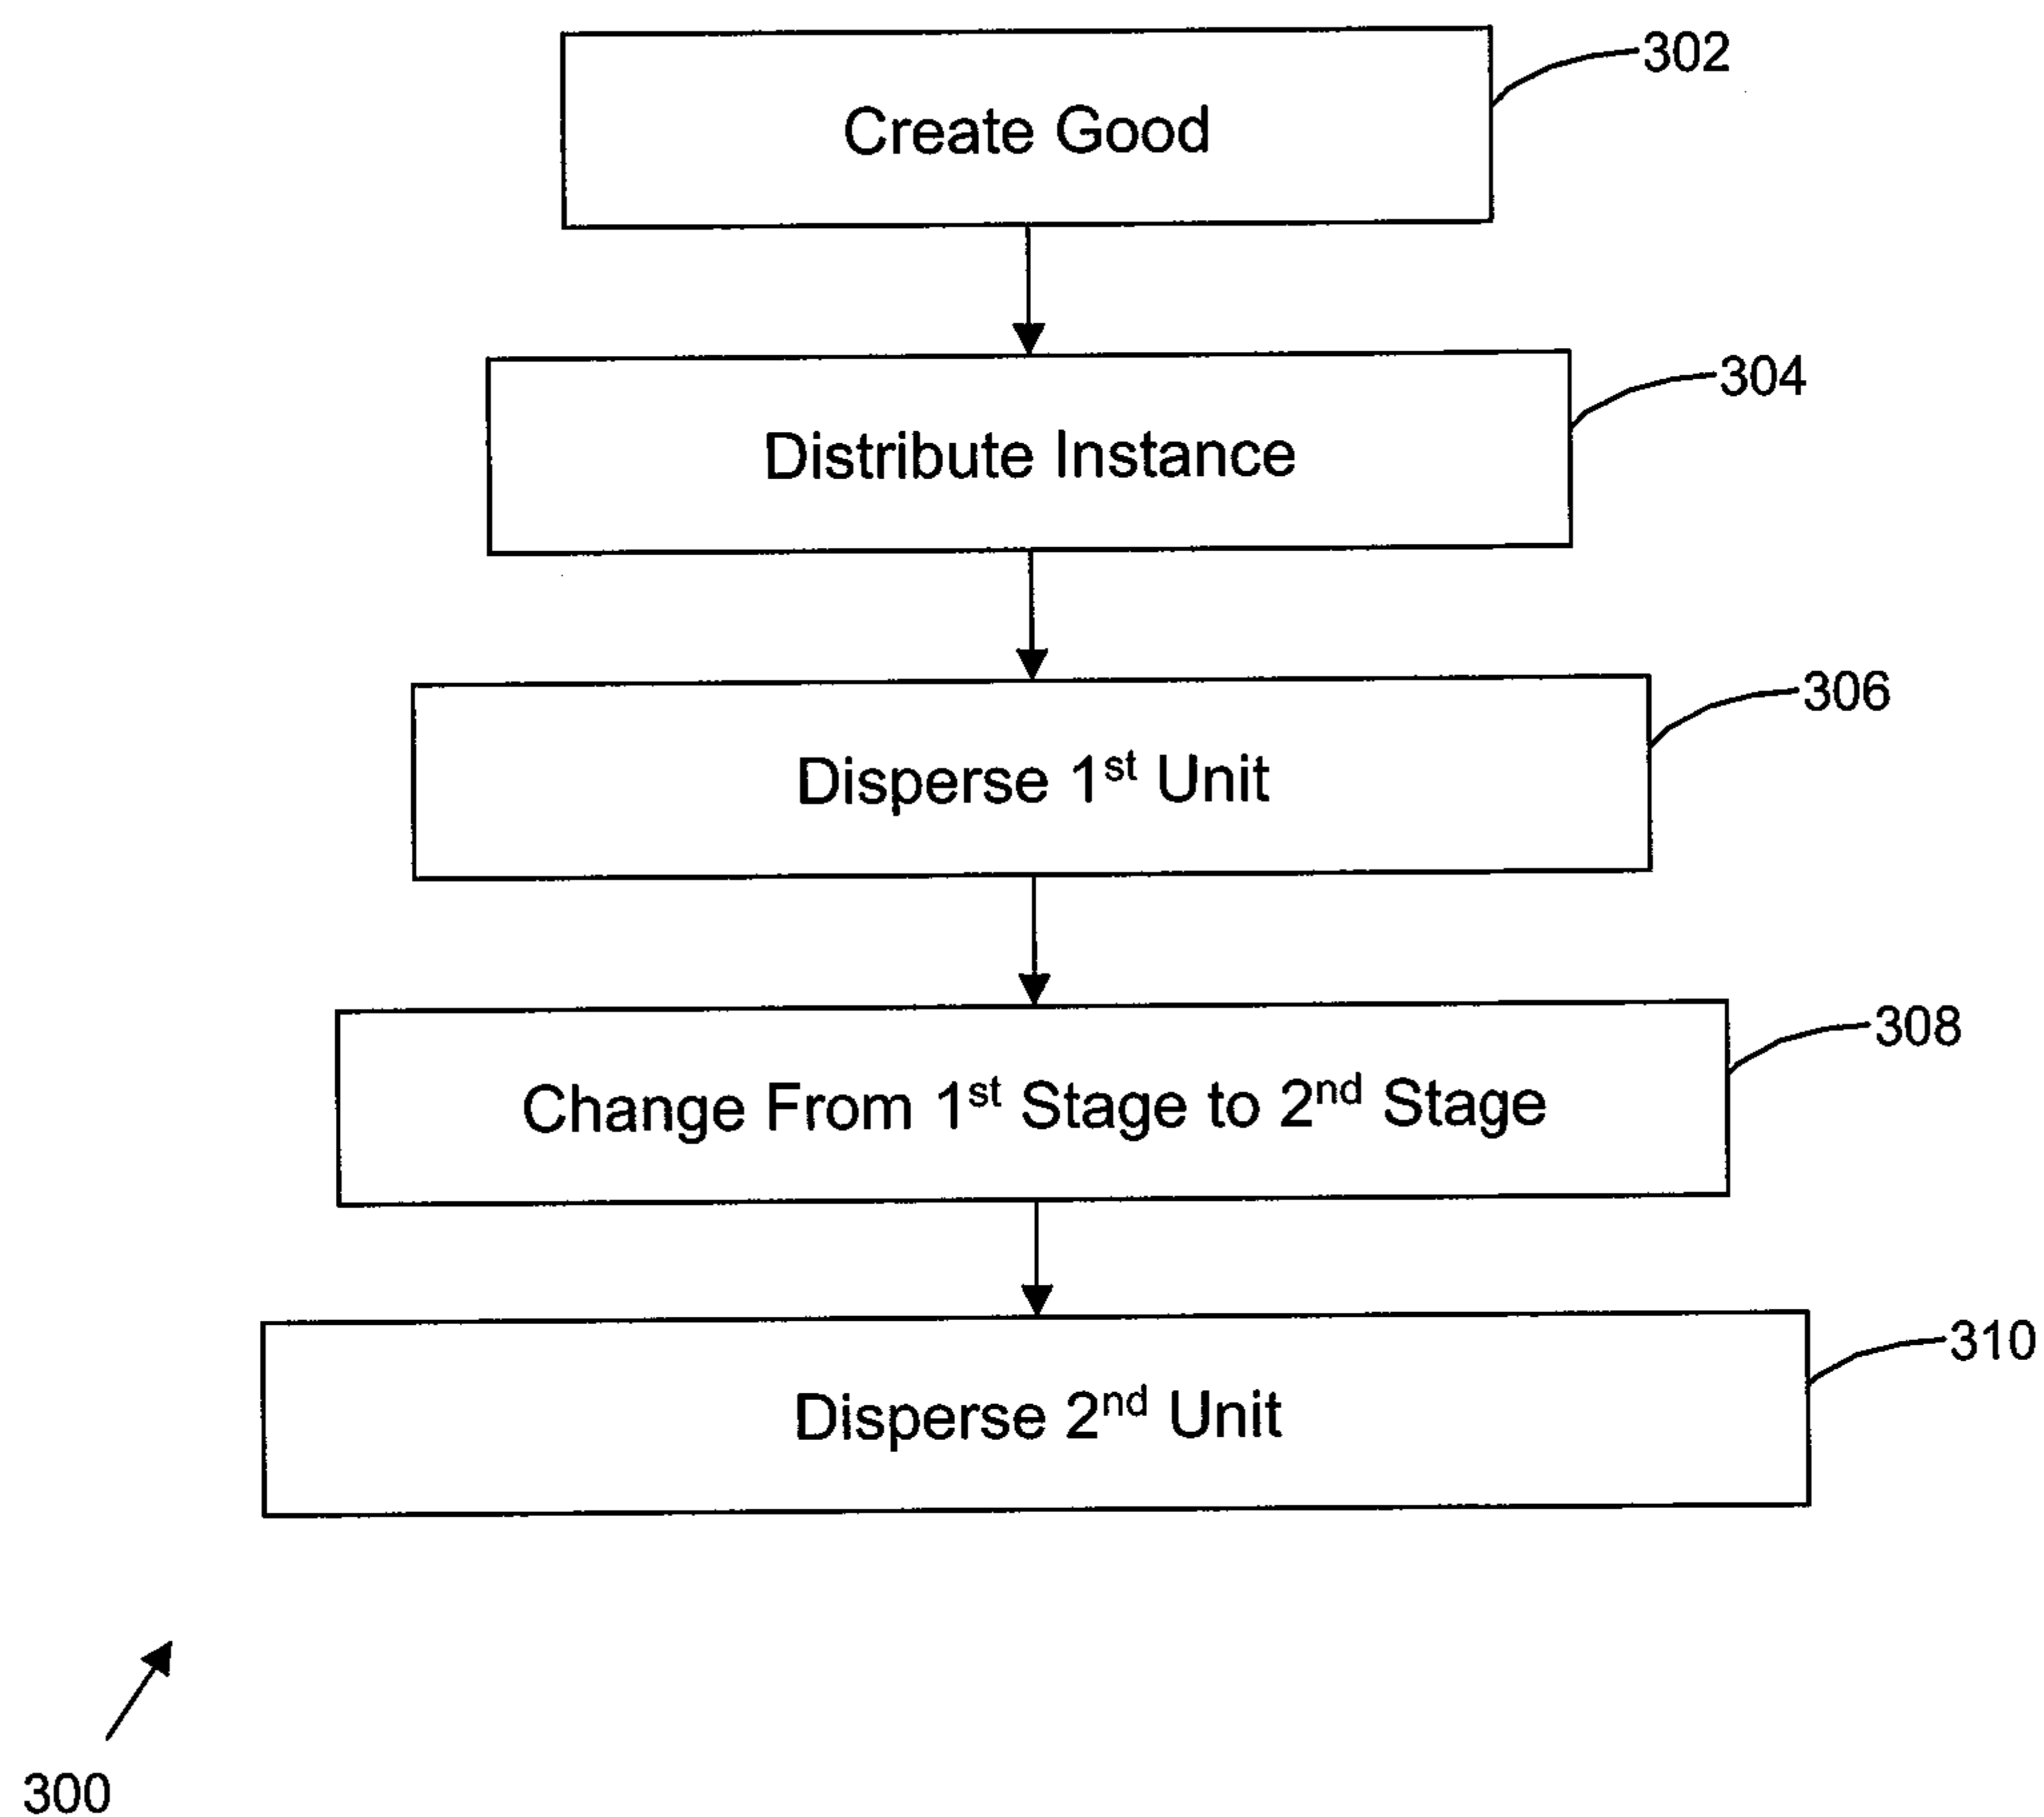 302
Create Good
304
Distribute Instance
306
Disperse 1st Unit
308
Change From 1st Stage to 2nd Stage
310
Disperse 2nd Unit
300